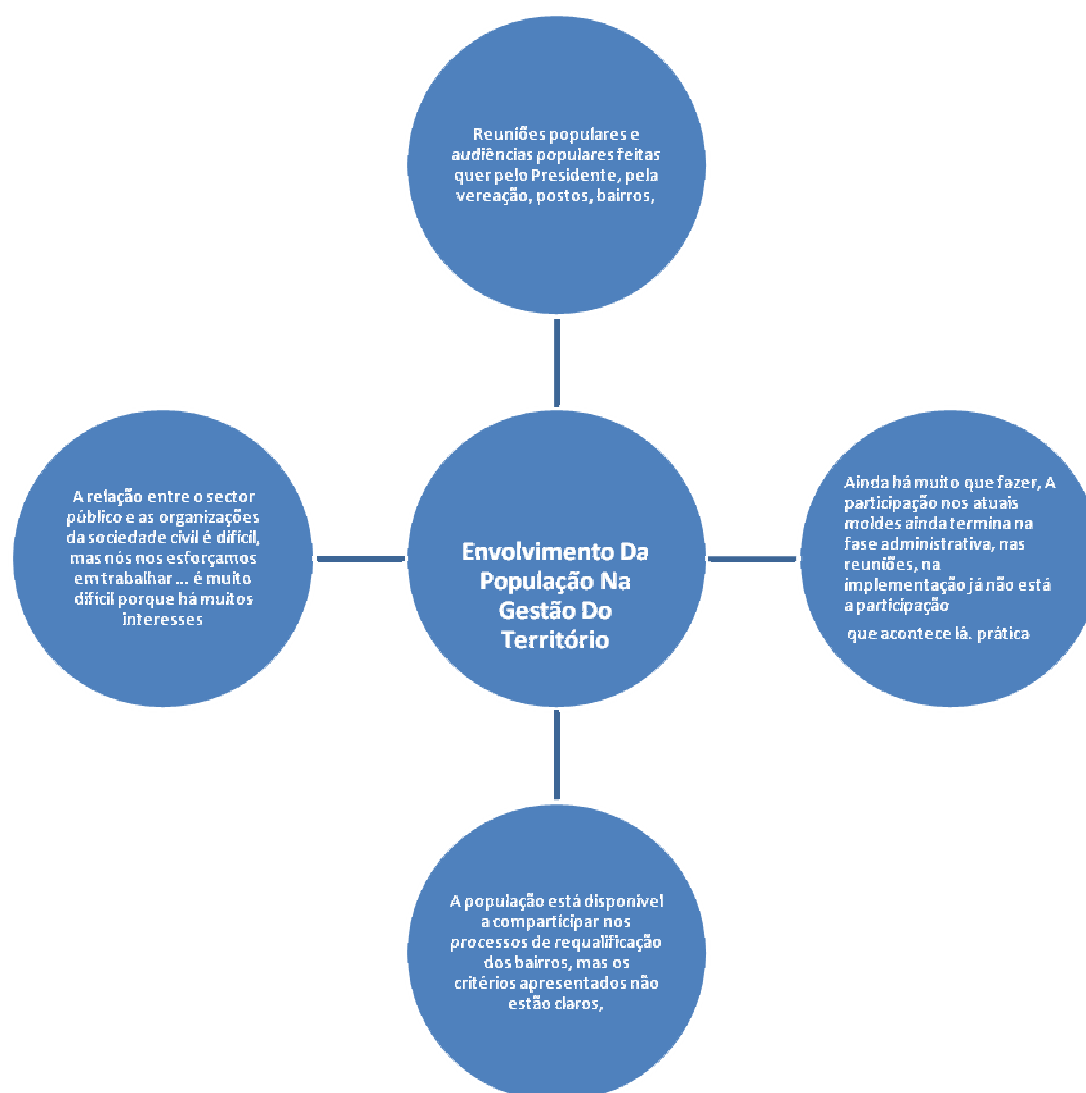 Reuniões populares e
audiências populares feitas
quer pelo Presidente, pela
vereação, postos, bairros,
A relação entre o sector
público e as organizações
da sociedade civil é difícil,
mas nós nos esforçamos
em trabalhar ... é muito
difícil porque há muitos
interesses
Envolvimento Da
População Na
Gestão Do
Território
Ainda há muito que fazer, A
participação nos atuais
moldes ainda termina na
fase administrativa, nas
reuniões, na
implementação já não está
a participação
que acontece lá. prática
A população está disponível
a comparticipar nos
processos de requalificação
dos bairros, mas os
critérios apresentados não
estão claros,